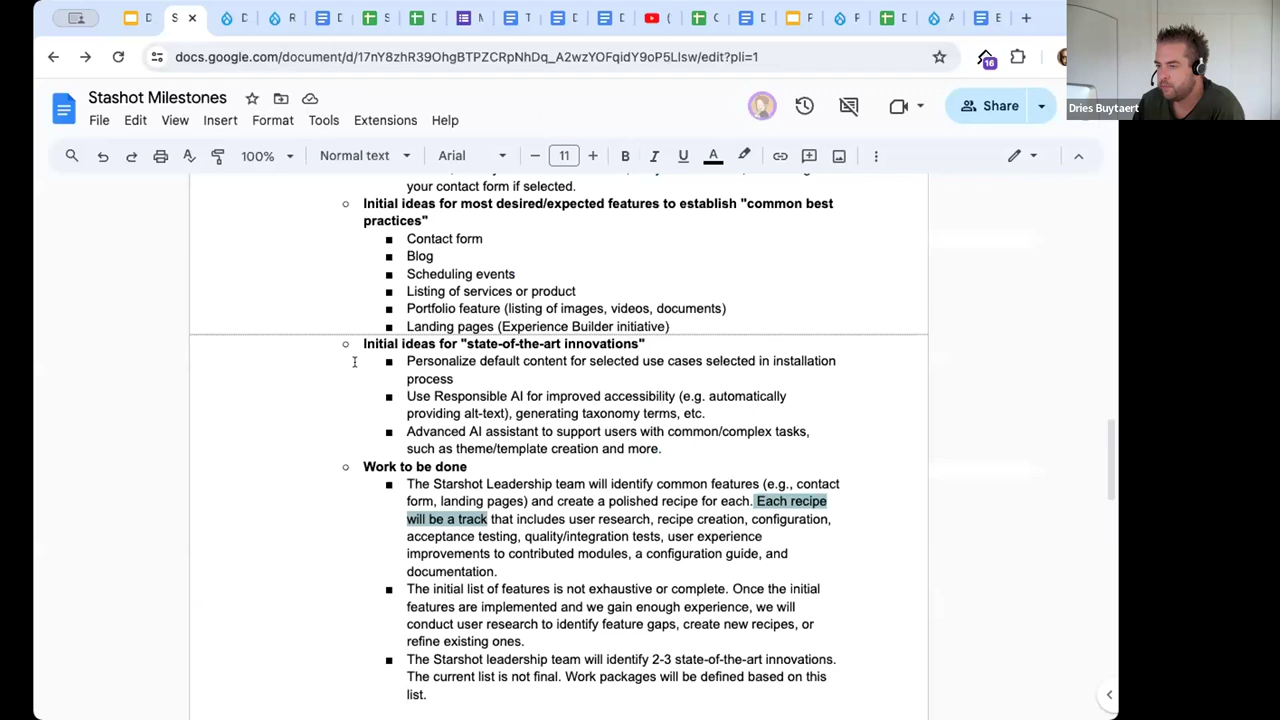 docs.google.com/document/d/17nY8zhR39OhgBTPZCRpNhDq_A2wzYOFqidY9oP5Llsw/edit?pli=1
16
Dries Buytaert
Stashot Milestones
Share
File Edit View Insert Format Tools Extensions Help
100% Normal text Arial 11
your contact form if selected.
Initial ideas for most desired/expected features to establish "common best
practices"
Contact form
Blog
Scheduling events
Listing of services or product
Portfolio feature (listing of images, videos, documents)
Landing pages (Experience Builder initiative)
Initial ideas for "state-of-the-art innovations"
Personalize default content for selected use cases selected in installation
process
Use Responsible AI for improved accessibility (e.g. automatically
providing alt-text), generating taxonomy terms, etc.
Advanced AI assistant to support users with common/complex tasks,
such as theme/template creation and more.
Work to be done
The Starshot Leadership team will identify common features (e.g., contact
form, landing pages) and create a polished recipe for each. Each recipe
will be a track that includes user research, recipe creation, configuration,
acceptance testing, quality/integration tests, user experience
improvements to contributed modules, a configuration guide, and
documentation.
The initial list of features is not exhaustive or complete. Once the initial
features are implemented and we gain enough experience, we will
conduct user research to identify feature gaps, create new recipes, or
refine existing ones.
The Starshot leadership team will identify 2-3 state-of-the-art innovations.
The current list is not final. Work packages will be defined based on this
list.